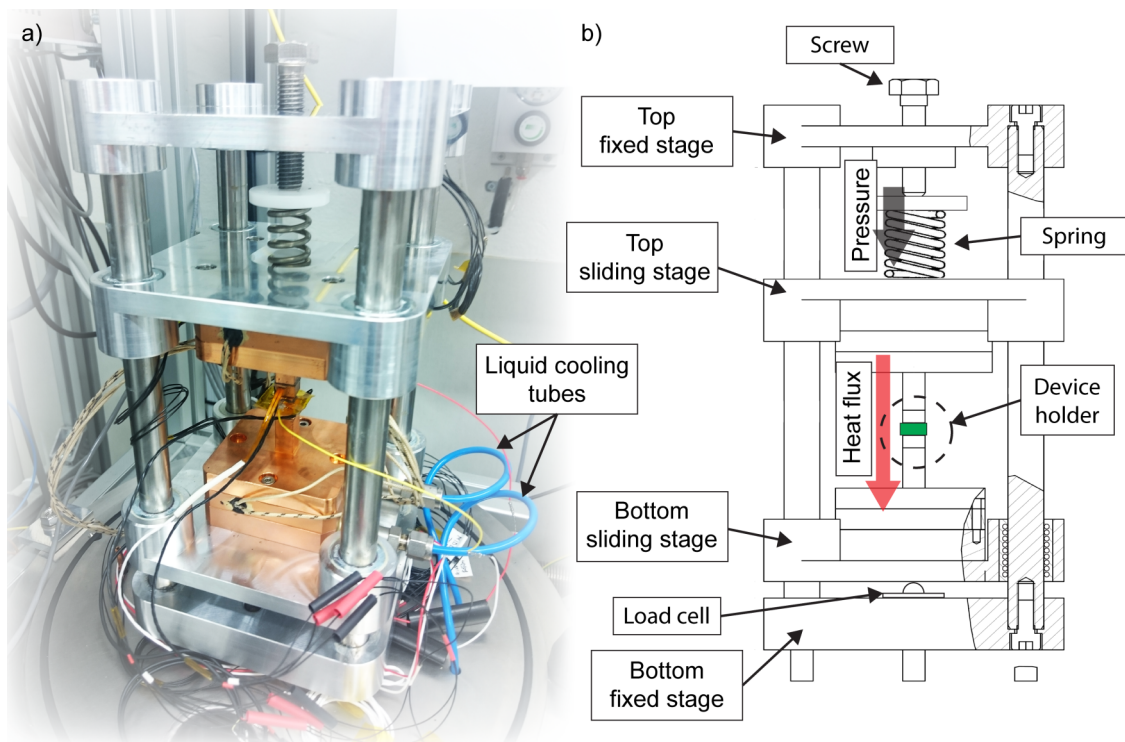 a)
Liquid cooling
tubes
b)
Screw
Top
fixed stage
Pressure
Spring
Top
sliding stage
Heat flux
Device
holder
Bottom
sliding stage
Load cell
Bottom
fixed stage